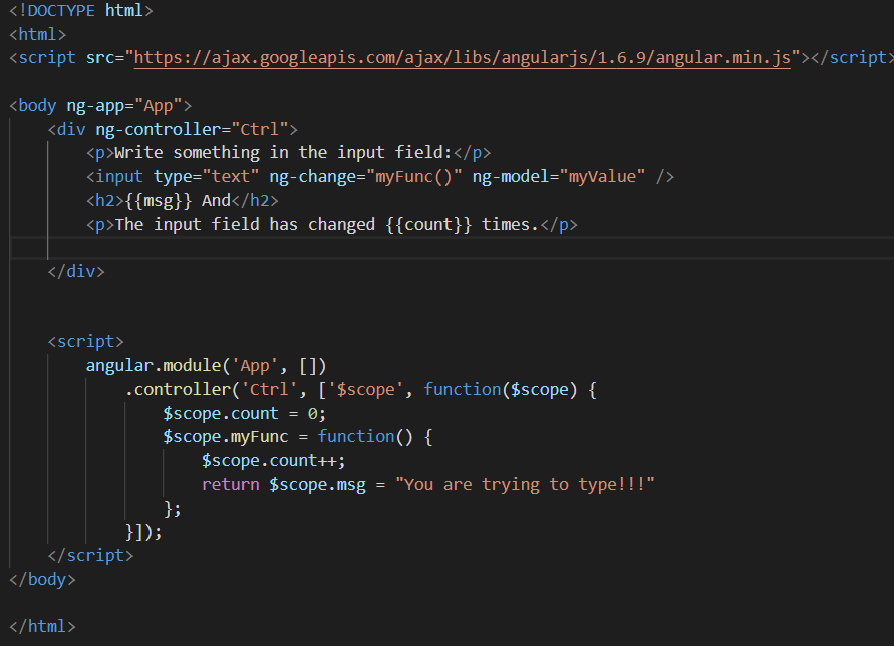 <!DOCTYPE html>
<html>
<script src="https://ajax.googleapis.com/ajax/libs/angularjs/1.6.9/angular.min.js"></script>
<body ng-app="App">
<div ng-controller="Ctrl">
<p>Write something in the input field:</p>
<input type="text" ng-change="myFunc()" ng-model="myValue" />
<h2>{{msg}} And</h2>
<p>The input field has changed {{count}} times.</p>
</div>
<script>
angular.module('App', [])
.controller('Ctrl', ['$scope', function($scope) {
$scope.count = 0;
$scope.myFunc = function() {
$scope.count++;
return $scope.msg = "You are trying to type!!!"
};
}]);
</script>
</body>
</html>